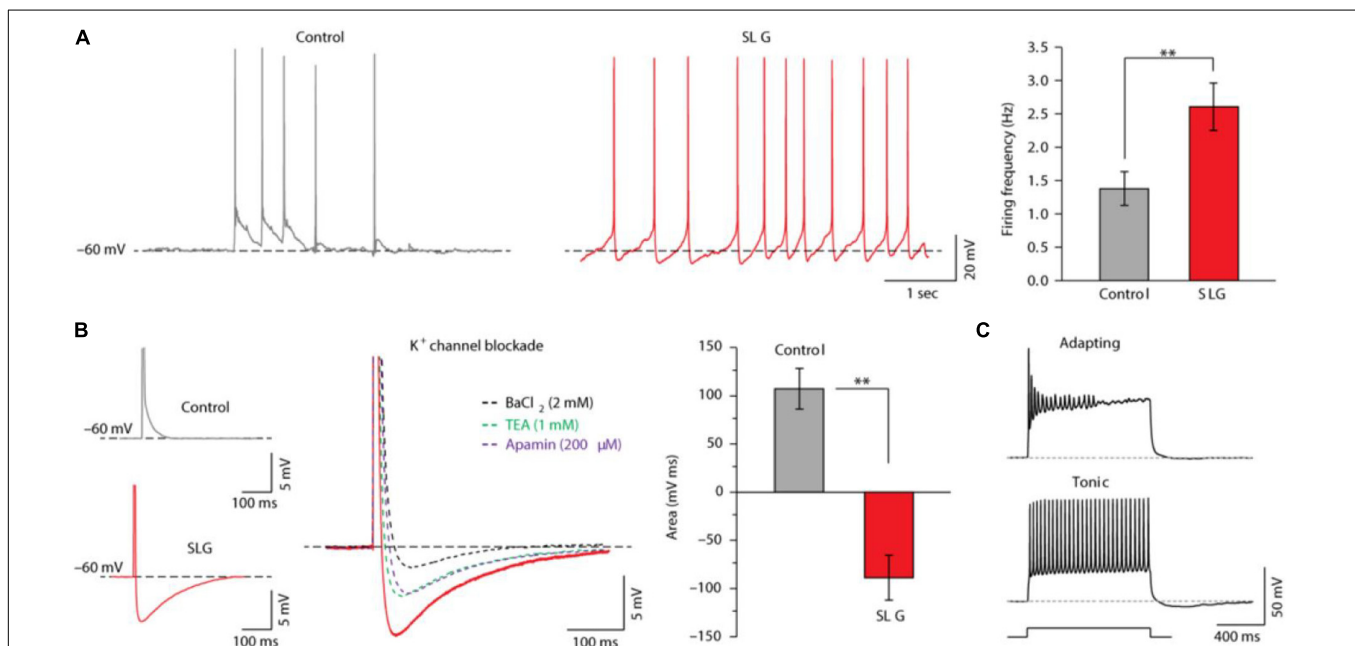 A
Control
SL G
−60 mV
20 mV
1 sec
Firing frequency (Hz)
3.5
3.0
2.5
2.0
1.5
1.0
0.5
0.0
**
Control
SLG
B
Control
−60 mV
5 mV
100 ms
SLG
−60 mV
5 mV
100 ms
K+ channel blockade
BaCl 2 (2 mM)
TEA (1 mM)
Apamin (200 µM)
5 mV
100 ms
Area (mV ms)
150
100
50
0
−50
−100
−150
Control
**
SL G
C
Adapting
Tonic
50 mV
400 ms